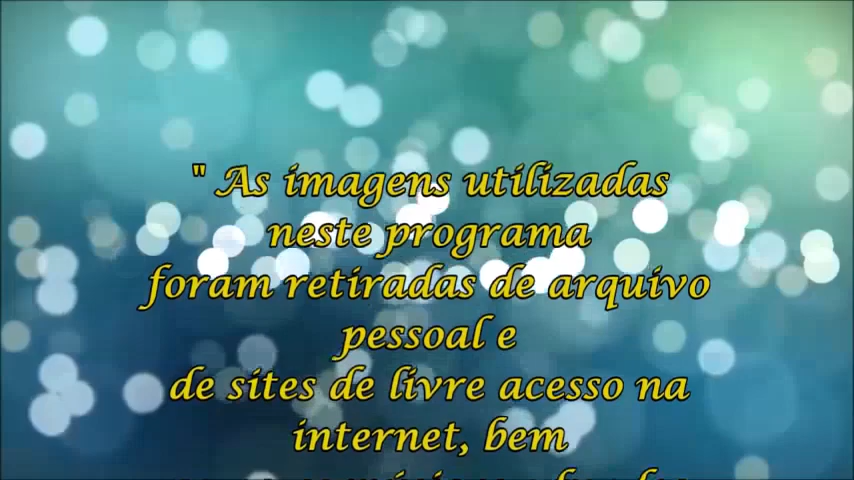 " As imagens utilizadas
neste programa
foram retiradas de arquivo
pessoal e
de sites de livre acesso na
internet, bem